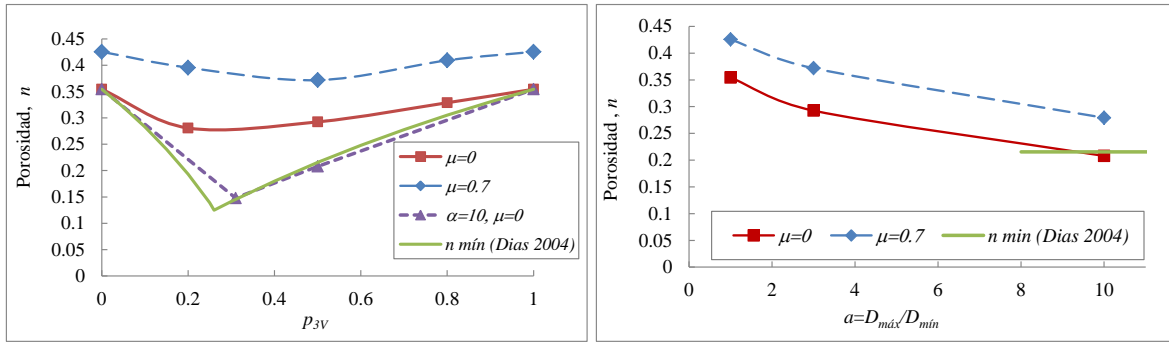 0.45
0.4
0.35
0.3
0.25
0.2
0.15
0.1
0.05
0
Porosidad, n
0 0.2 0.4 0.6 0.8 1
p3V
μ=0
μ=0.7
α=10, μ=0
n mín (Dias 2004)
0.45
0.4
0.35
0.3
0.25
0.2
0.15
0.1
0.05
0
Porosidad , n
0 2 4 6 8 10
a=Dmáx/Dmín
μ=0 μ=0.7 n min (Dias 2004)